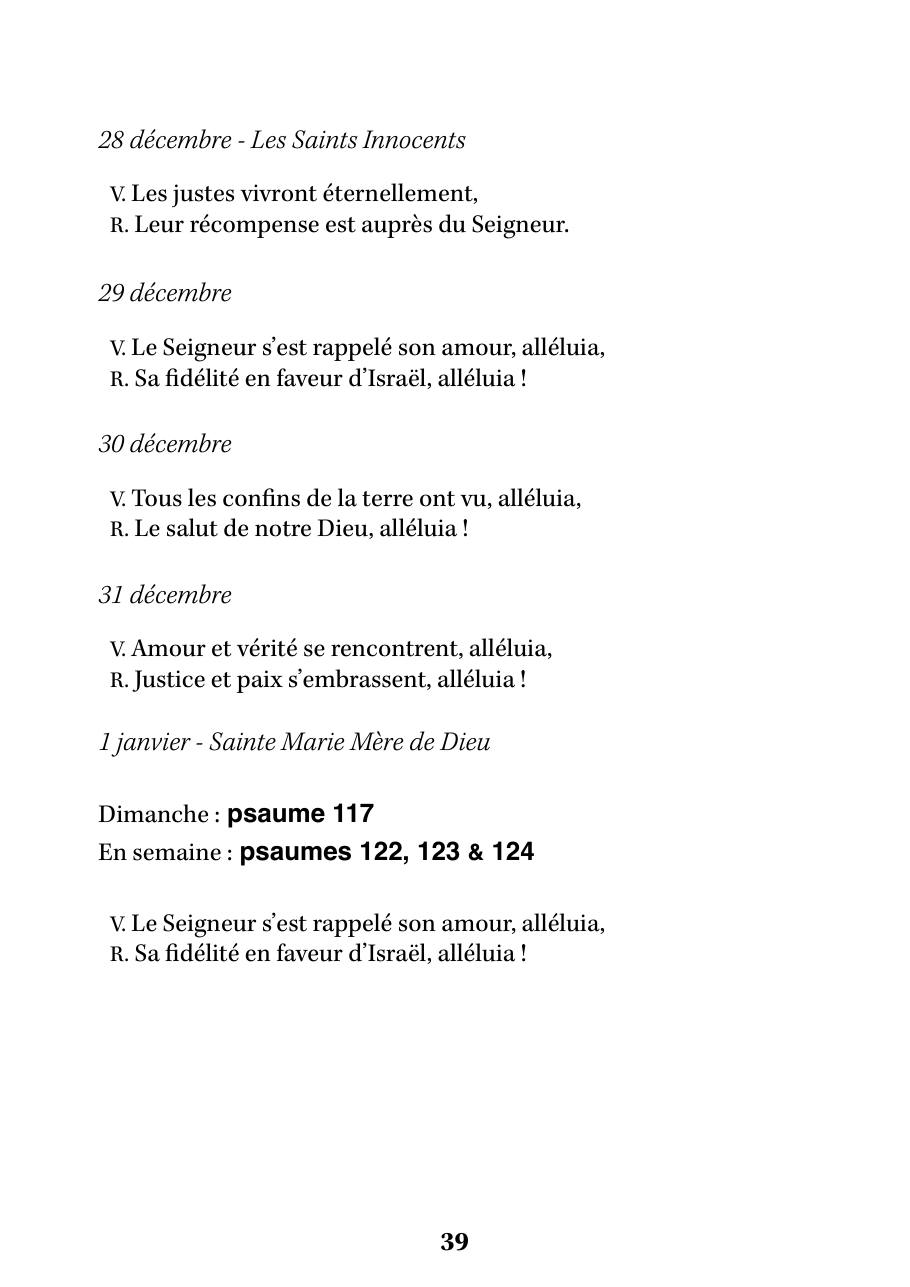 28 décembre - Les Saints Innocents
V. Les justes vivront éternellement,
R. Leur récompense est auprès du Seigneur.
29 décembre
V. Le Seigneur s’est rappelé son amour, alléluia,
R. Sa fidélité en faveur d’Israël, alléluia !
30 décembre
V. Tous les confins de la terre ont vu, alléluia,
R. Le salut de notre Dieu, alléluia !
31 décembre
V. Amour et vérité se rencontrent, alléluia,
R. Justice et paix s’embrassent, alléluia !
1 janvier - Sainte Marie Mère de Dieu
Dimanche : psaume 117
En semaine : psaumes 122, 123 & 124
V. Le Seigneur s’est rappelé son amour, alléluia,
R. Sa fidélité en faveur d’Israël, alléluia !
39